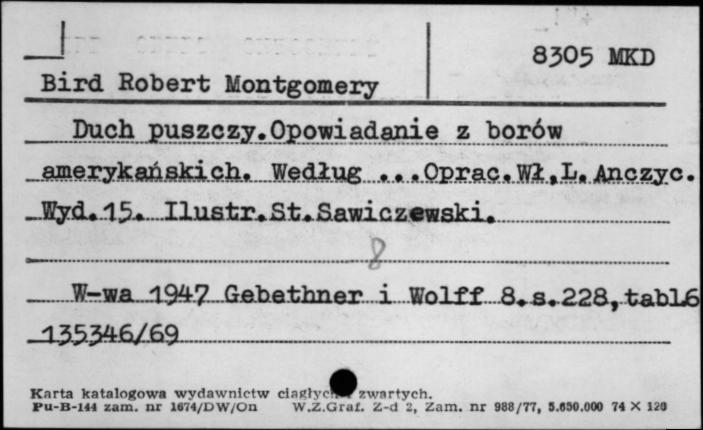 8305 MKD
Bird Robert Montgomery
Duch puszczy.Opowiadanie z borów
amerykańskich. Według ...Oprac.Wł.L.Anczyc.
Wyd.15. Ilustr.St.Sawiczewski.
8
W-wa 1947 Gebethner i Wolff 8.s.228,tabl.6
135346/69
Karta katalogowa wydawnictw ciągłych i zwartych.
Pu-B-144 zam. nr 1674/DW/On W.Z.Graf. Z-d 2, Zam. nr 988/77, 5.650.000 74 X 120